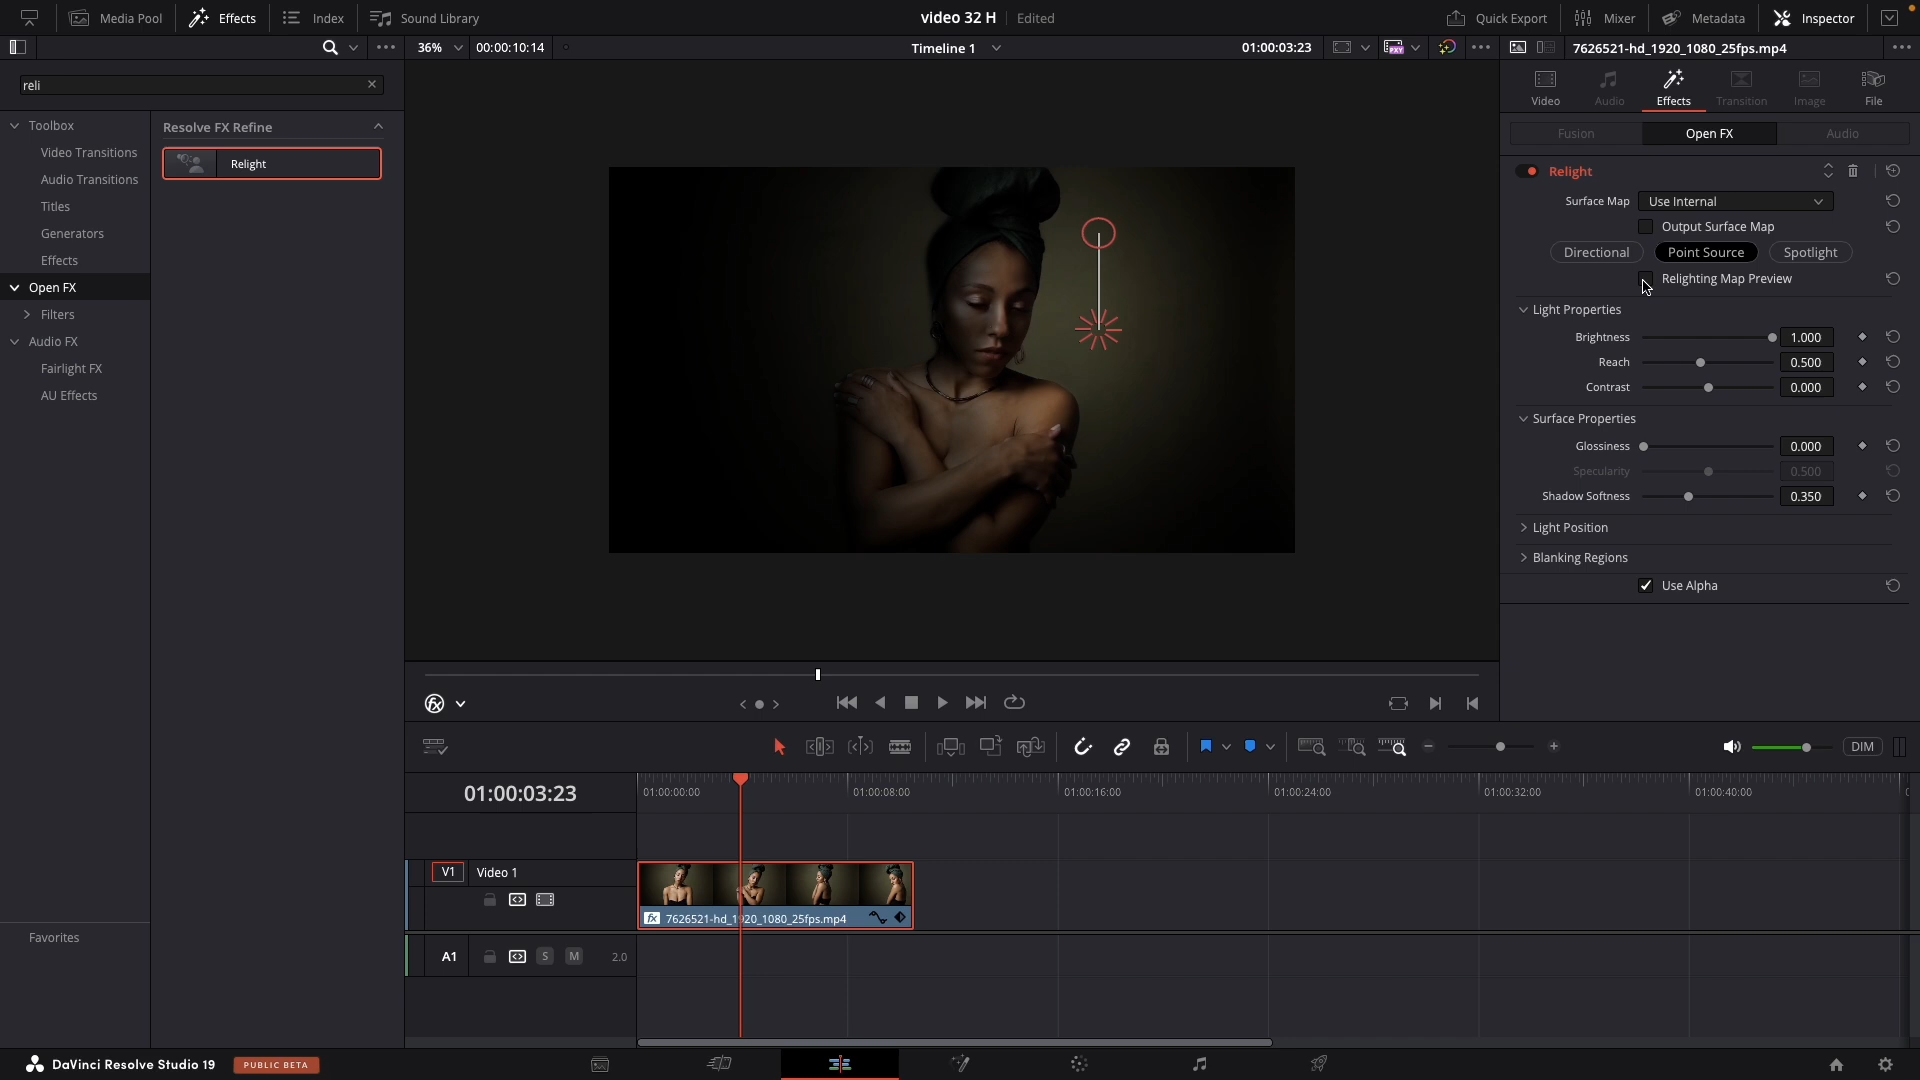 Media Pool
Effects
Index
Sound Library
video 32 H
Edited
Quick Export
Mixer
Metadata
Inspector
36%
00:00:10:14
Timeline 1
01:00:03:23
PXY
7626521-hd_1920_1080_25fps.mp4
reli
Toolbox
Video Transitions
Audio Transitions
Titles
Generators
Effects
Open FX
Filters
Audio FX
Fairlight FX
AU Effects
Favorites
Resolve FX Refine
Relight
Video
Audio
Effects
Transition
Image
File
Fusion
Open FX
Audio
Relight
Surface Map
Use Internal
Output Surface Map
Directional
Point Source
Spotlight
Relighting Map Preview
Light Properties
Brightness 1.000
Reach 0.500
Contrast 0.000
Surface Properties
Glossiness 0.000
Specularity 0.500
Shadow Softness 0.350
Light Position
Blanking Regions
Use Alpha
DIM
01:00:03:23
01:00:00:00
01:00:08:00
01:00:16:00
01:00:24:00
01:00:32:00
01:00:40:00
V1
Video 1
fx 7626521-hd_1920_1080_25fps.mp4
A1
S
M
2.0
DaVinci Resolve Studio 19
PUBLIC BETA